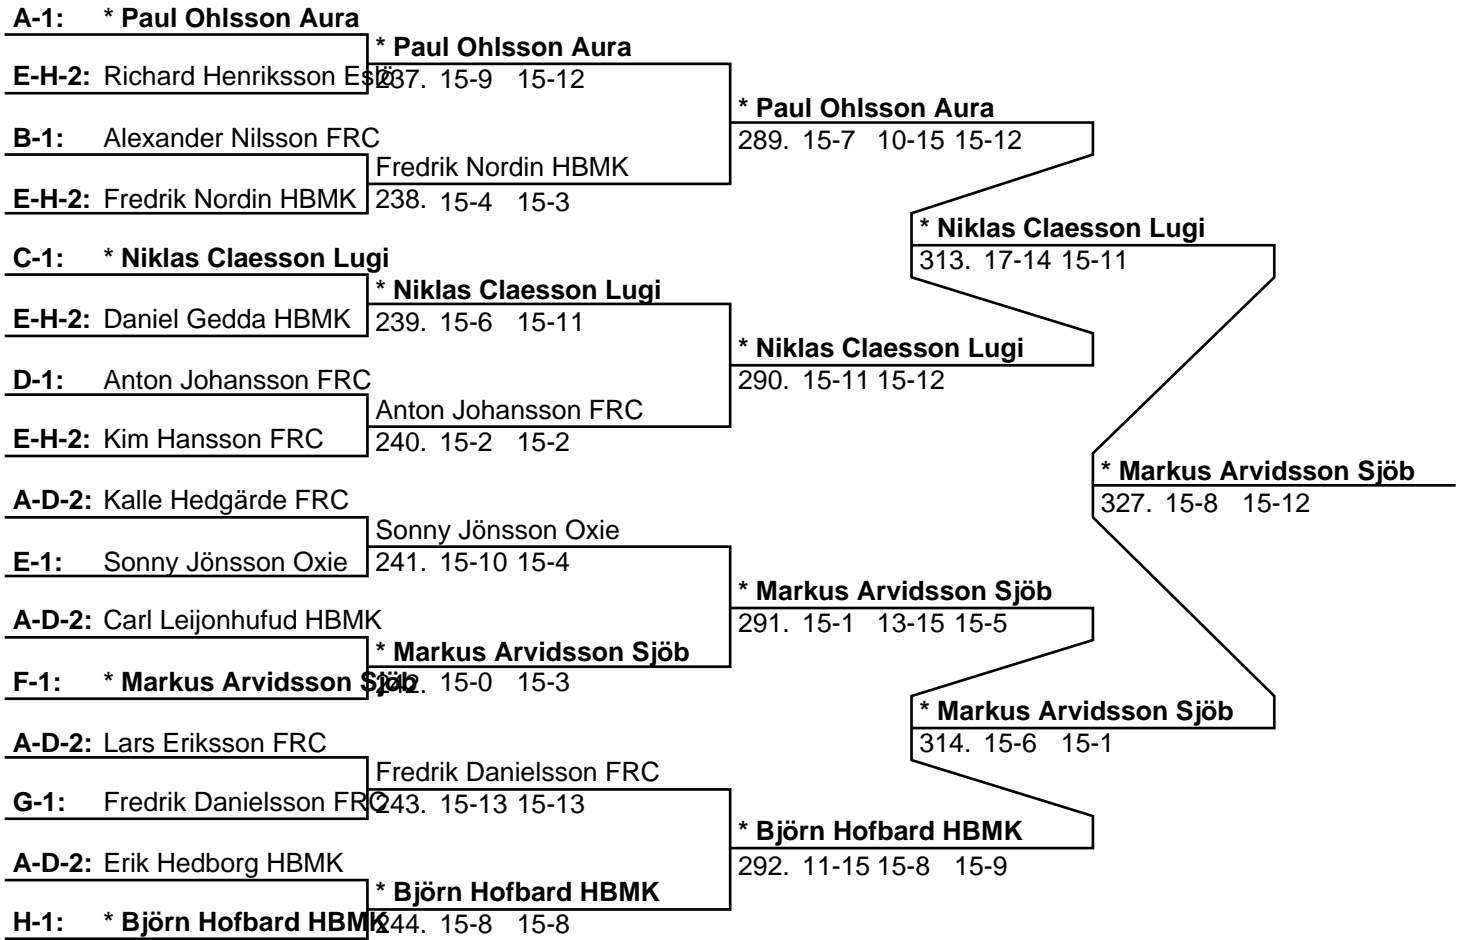 A-1: * Paul Ohlsson Aura
* Paul Ohlsson Aura
E-H-2: Richard Henriksson Eslö
237. 15-9 15-12
* Paul Ohlsson Aura
B-1: Alexander Nilsson FRC
289. 15-7 10-15 15-12
Fredrik Nordin HBMK
E-H-2: Fredrik Nordin HBMK
238. 15-4 15-3
* Niklas Claesson Lugi
C-1: * Niklas Claesson Lugi
313. 17-14 15-11
* Niklas Claesson Lugi
E-H-2: Daniel Gedda HBMK
239. 15-6 15-11
* Niklas Claesson Lugi
D-1: Anton Johansson FRC
290. 15-11 15-12
Anton Johansson FRC
E-H-2: Kim Hansson FRC
240. 15-2 15-2
* Markus Arvidsson Sjöb
A-D-2: Kalle Hedgärde FRC
327. 15-8 15-12
Sonny Jönsson Oxie
E-1: Sonny Jönsson Oxie
241. 15-10 15-4
* Markus Arvidsson Sjöb
A-D-2: Carl Leijonhufud HBMK
291. 15-1 13-15 15-5
* Markus Arvidsson Sjöb
F-1: * Markus Arvidsson Sjöb
242. 15-0 15-3
* Markus Arvidsson Sjöb
A-D-2: Lars Eriksson FRC
314. 15-6 15-1
Fredrik Danielsson FRC
G-1: Fredrik Danielsson FRC
243. 15-13 15-13
* Björn Hofbard HBMK
A-D-2: Erik Hedborg HBMK
292. 11-15 15-8 15-9
* Björn Hofbard HBMK
H-1: * Björn Hofbard HBMK
244. 15-8 15-8